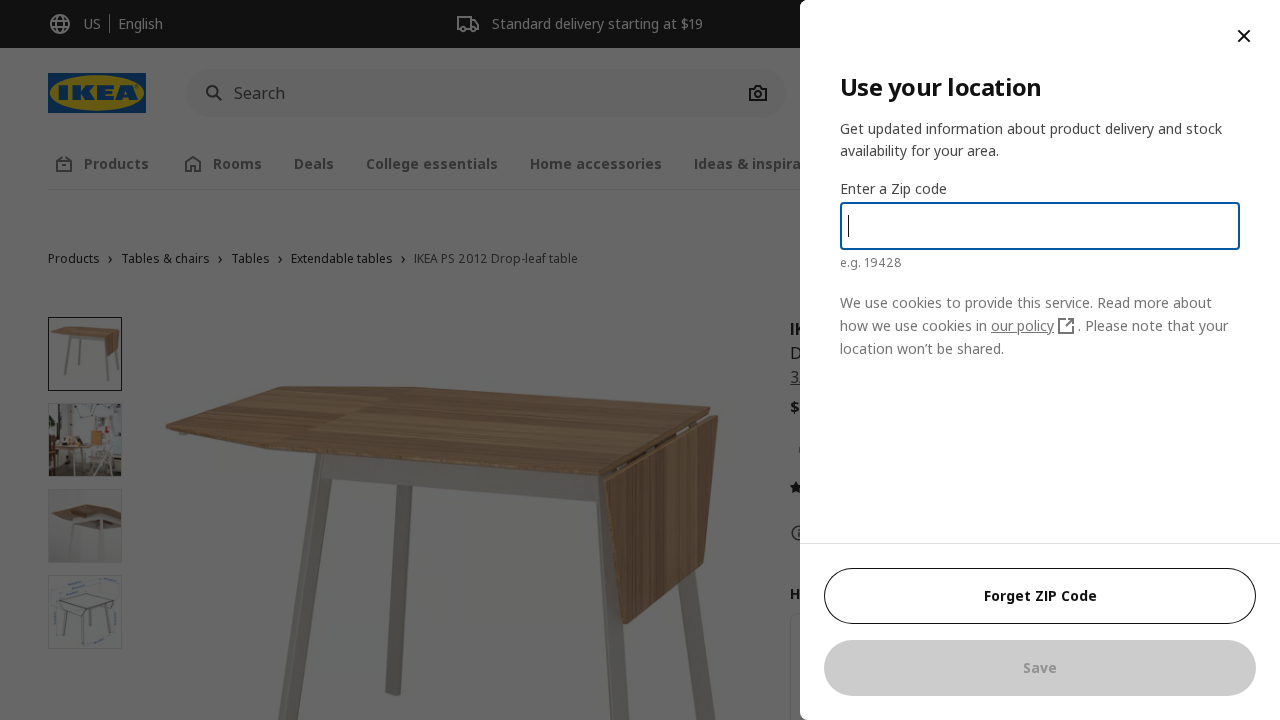 US
English
Standard delivery starting at $19
IKEA
Search
Products
Rooms
Deals
College essentials
Home accessories
Products › Tables & chairs › Tables › Extendable tables › IKEA PS 2012 Drop-leaf table
Use your location
Get updated information about product delivery and stock
availability for your area.
Enter a Zip code
e.g. 19428
We use cookies to provide this service. Read more about
how we use cookies in our policy . Please note that your
location won’t be shared.
Forget ZIP Code
Save